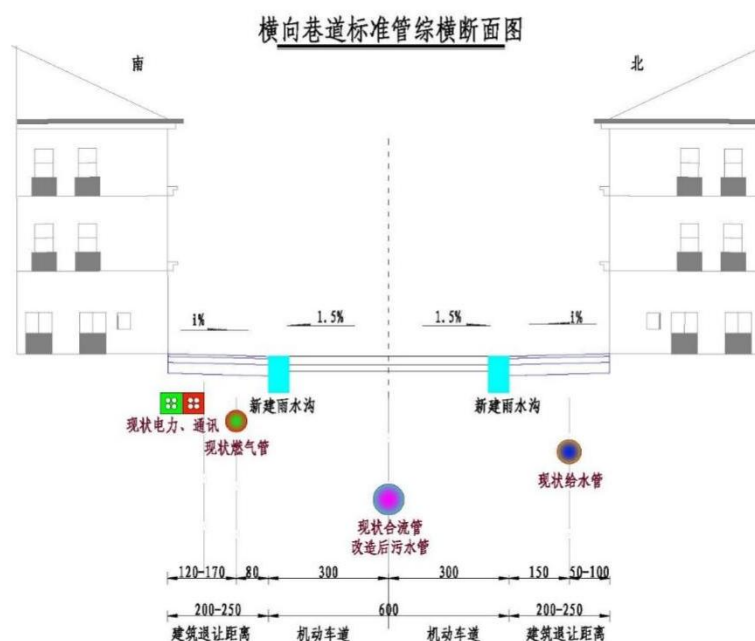 横向巷道标准管综横断面图
南
北
i%
1.5%
1.5%
i%
新建雨水沟
新建雨水沟
现状电力、通讯
现状燃气管
现状给水管
现状合流管
改造后污水管
120-170
80
300
300
150
50-100
200-250
600
200-250
建筑退让距离
机动车道
机动车道
建筑退让距离